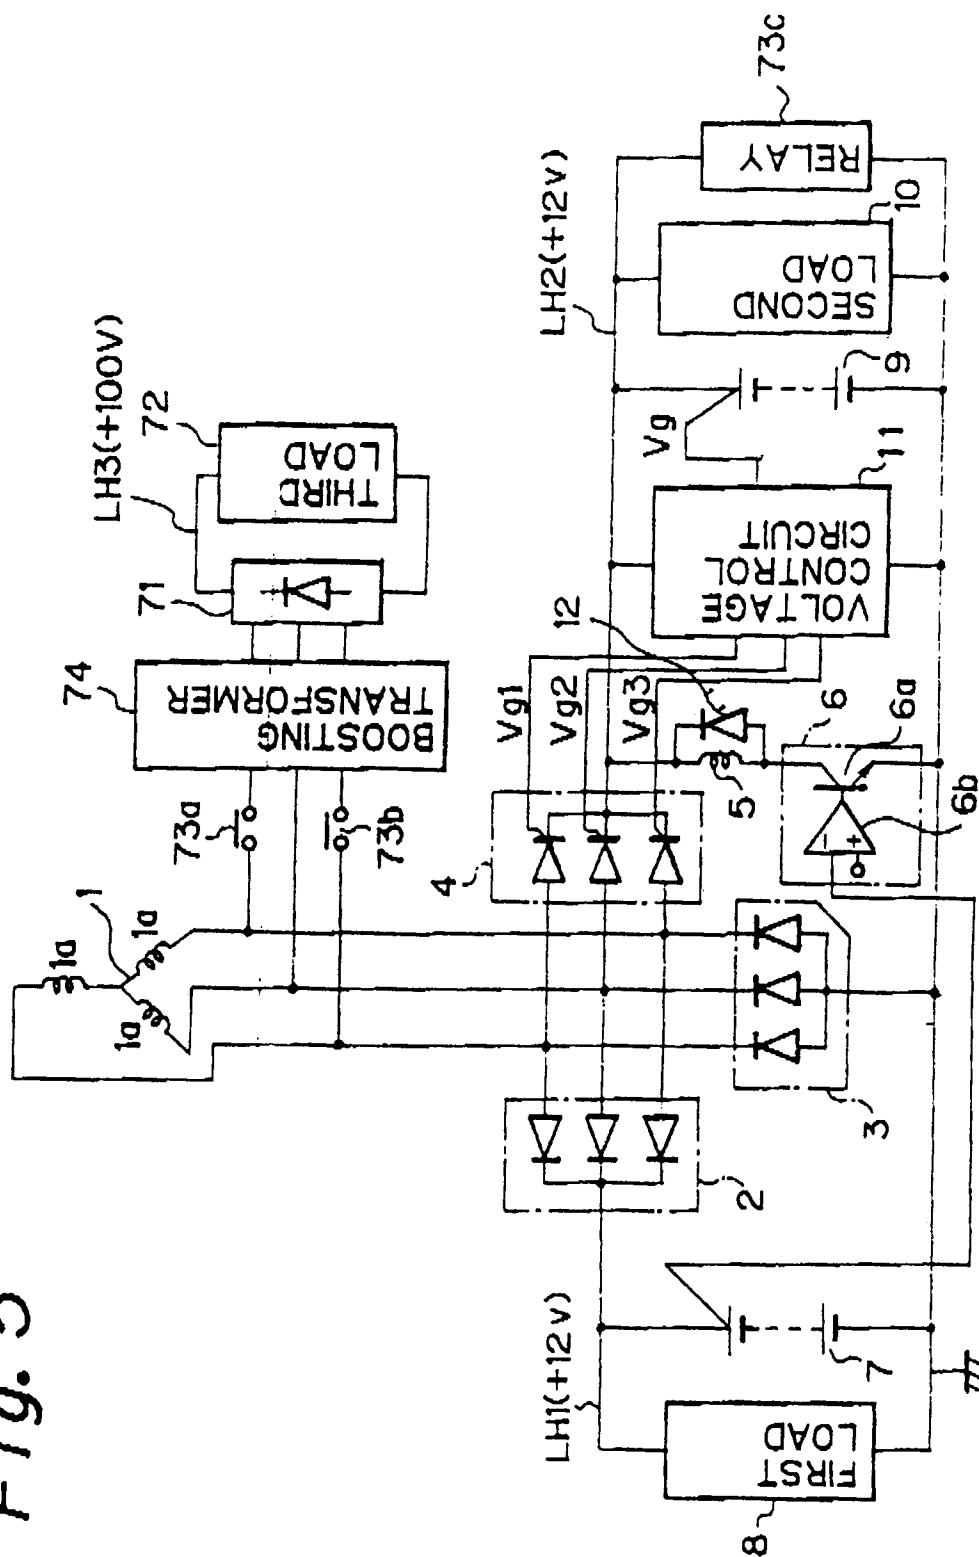 Fig. 5
1
1a
1a
1a
73a
73b
74
BOOSTING
TRANSFORMER
71
LH3(+100V)
72
THIRD
LOAD
LH1(+12V)
8
FIRST
LOAD
7
2
3
4
Vg1
Vg2
Vg3
12
5
6
6a
6b
−
+
VOLTAGE
CONTROL
CIRCUIT
11
Vg
9
LH2(+12V)
SECOND
LOAD
10
RELAY
73c